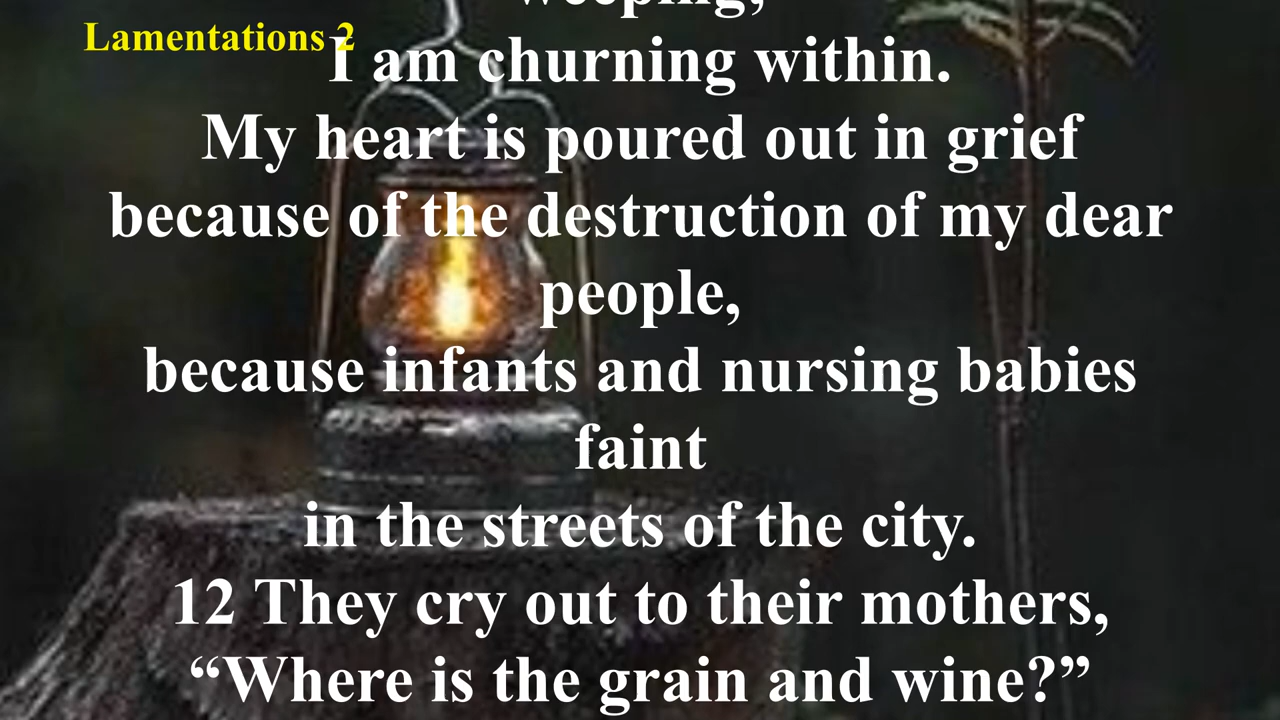 weeping,
Lamentations 2
I am churning within.
My heart is poured out in grief
because of the destruction of my dear
people,
because infants and nursing babies
faint
in the streets of the city.
12 They cry out to their mothers,
“Where is the grain and wine?”